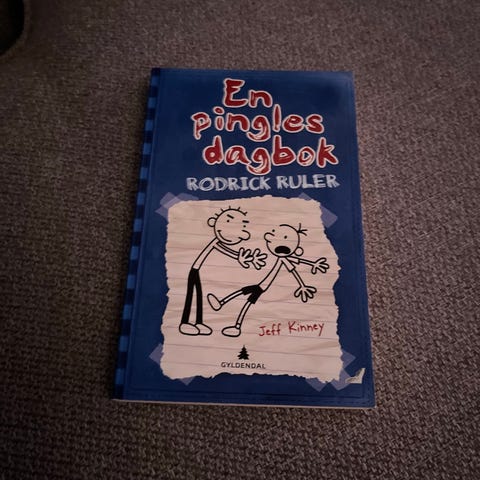 En
pingles
dagbok
RODRICK RULER
Jeff Kinney
GYLDENDAL